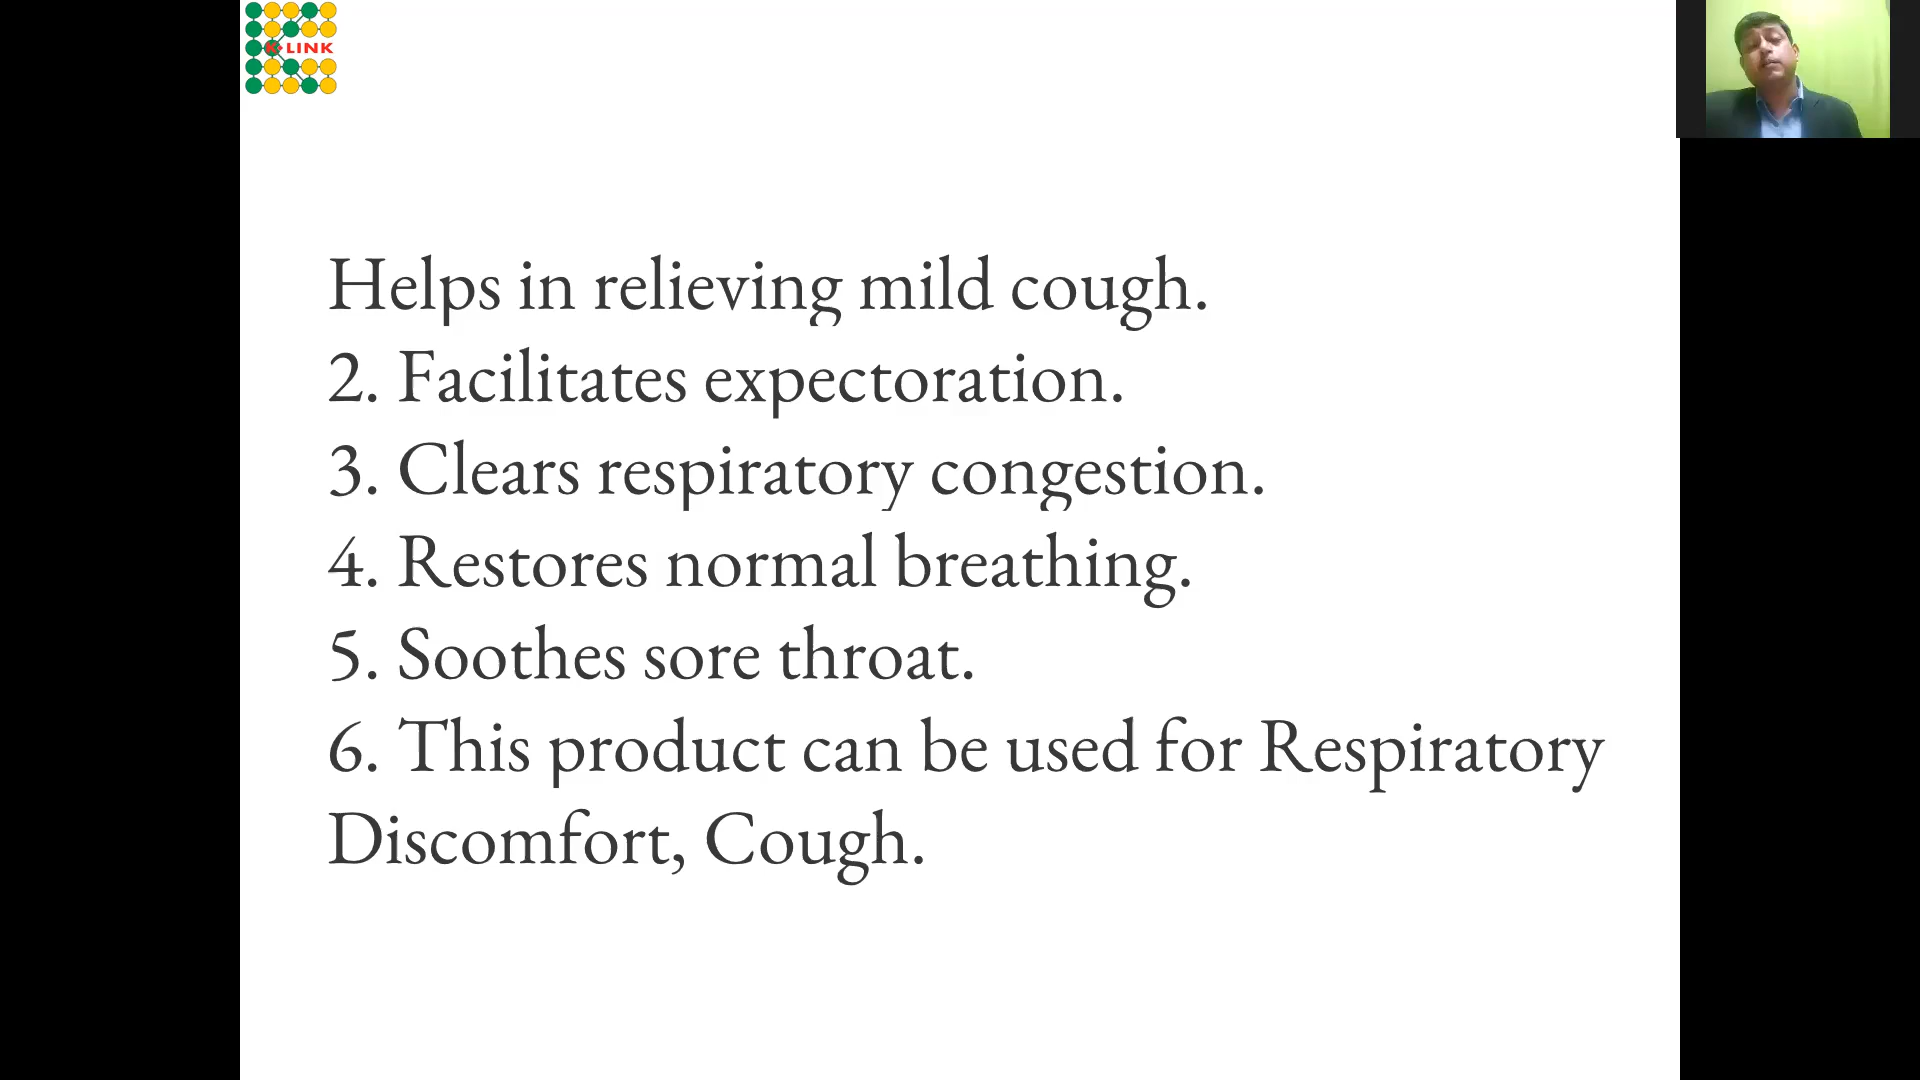 K-LINK
Helps in relieving mild cough.
2. Facilitates expectoration.
3. Clears respiratory congestion.
4. Restores normal breathing.
5. Soothes sore throat.
6. This product can be used for Respiratory
Discomfort, Cough.